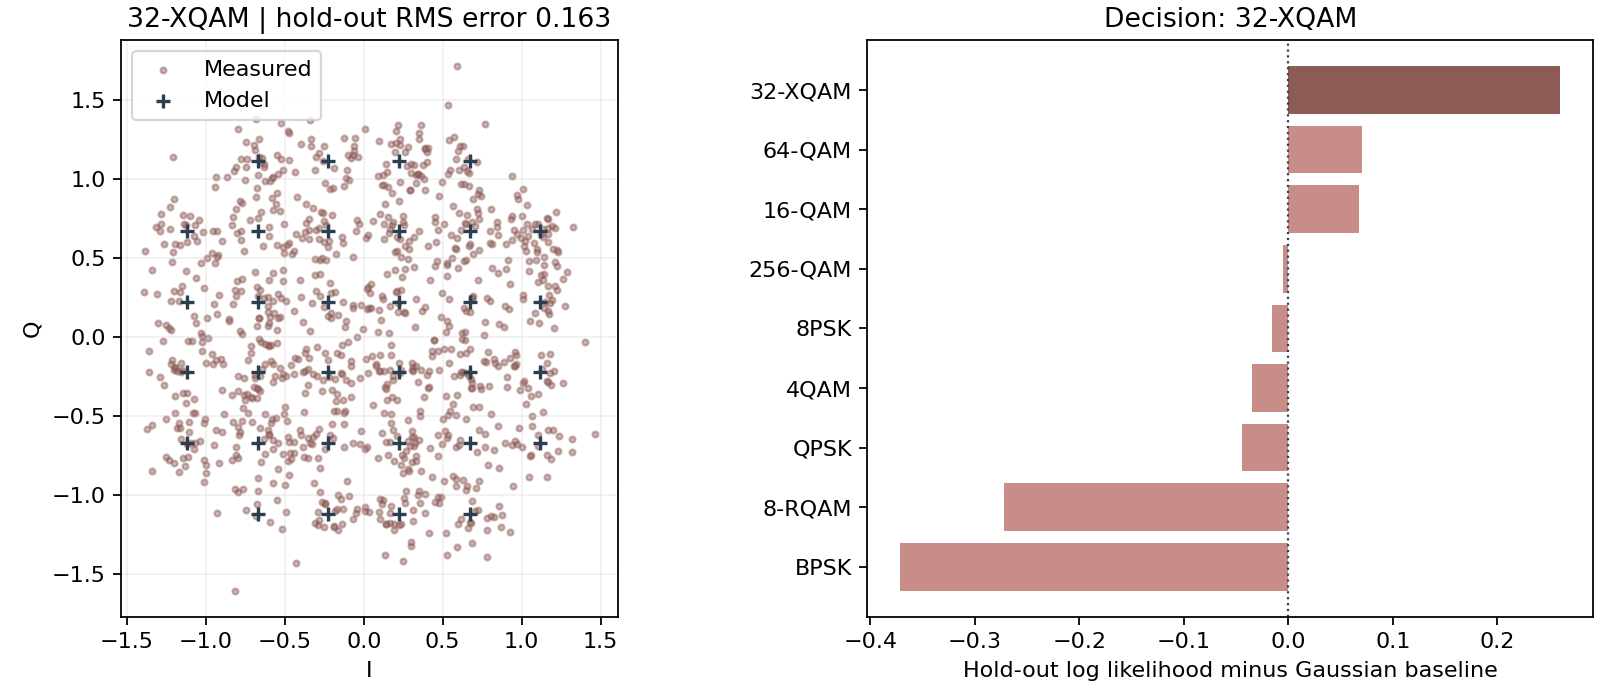 32-XQAM | hold-out RMS error 0.163
Measured
Model
1.5
1.0
0.5
0.0
−0.5
−1.0
−1.5
Q
−1.5
−1.0
−0.5
0.0
0.5
1.0
1.5
I
Decision: 32-XQAM
32-XQAM
64-QAM
16-QAM
256-QAM
8PSK
4QAM
QPSK
8-RQAM
BPSK
−0.4
−0.3
−0.2
−0.1
0.0
0.1
0.2
Hold-out log likelihood minus Gaussian baseline